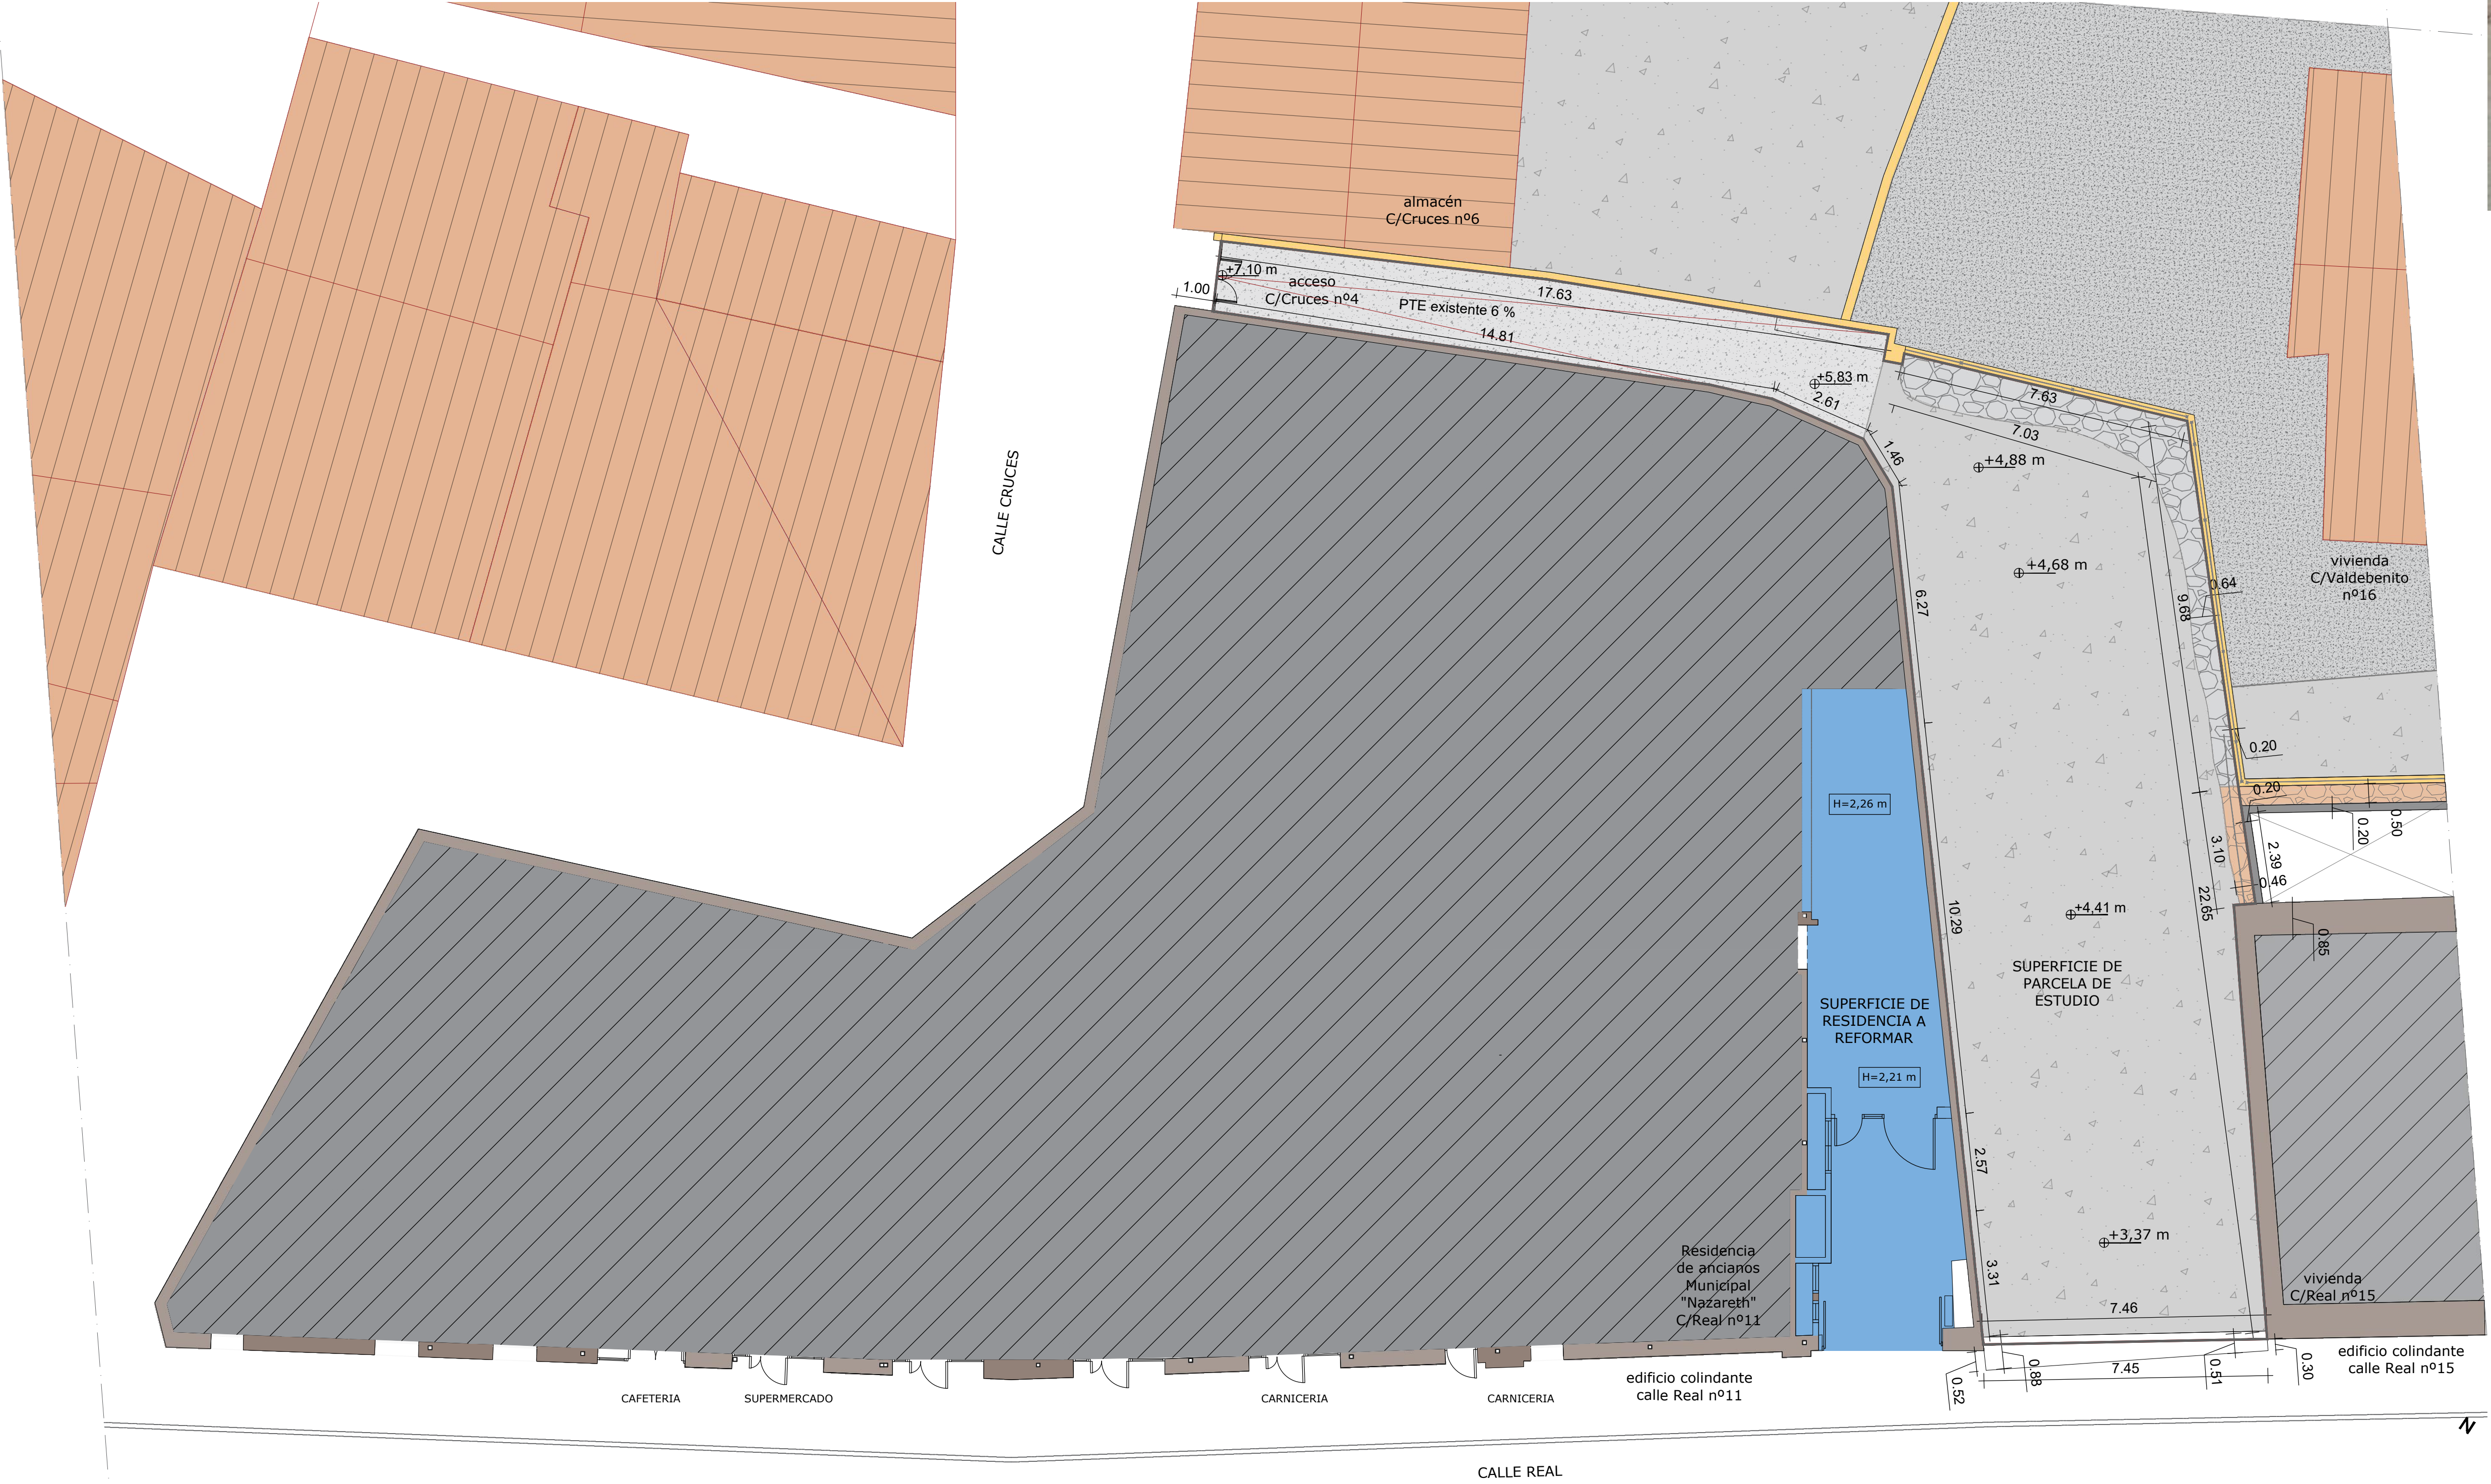 almacén
C/Cruces nº6
+7,10 m
acceso
C/Cruces nº4
1.00
17.63
PTE existente 6 %
14.81
+5,83 m
2.61
7.63
7.03
1.46
+4,88 m
CALLE CRUCES
+4,68 m
vivienda
C/Valdebenito
nº16
0.64
9.68
6.27
0.20
0.20
H=2,26 m
0.50
0.20
3.10
2.39
0.46
22.65
+4,41 m
10.29
0.85
SUPERFICIE DE
PARCELA DE
ESTUDIO
SUPERFICIE DE
RESIDENCIA A
REFORMAR
H=2,21 m
2.57
+3,37 m
Residencia
de ancianos
Municipal
"Nazareth"
C/Real nº11
3.31
vivienda
C/Real nº15
7.46
edificio colindante
calle Real nº15
7.45
0.88
0.51
0.30
0.52
edificio colindante
calle Real nº11
CAFETERIA
SUPERMERCADO
CARNICERIA
CARNICERIA
N
CALLE REAL